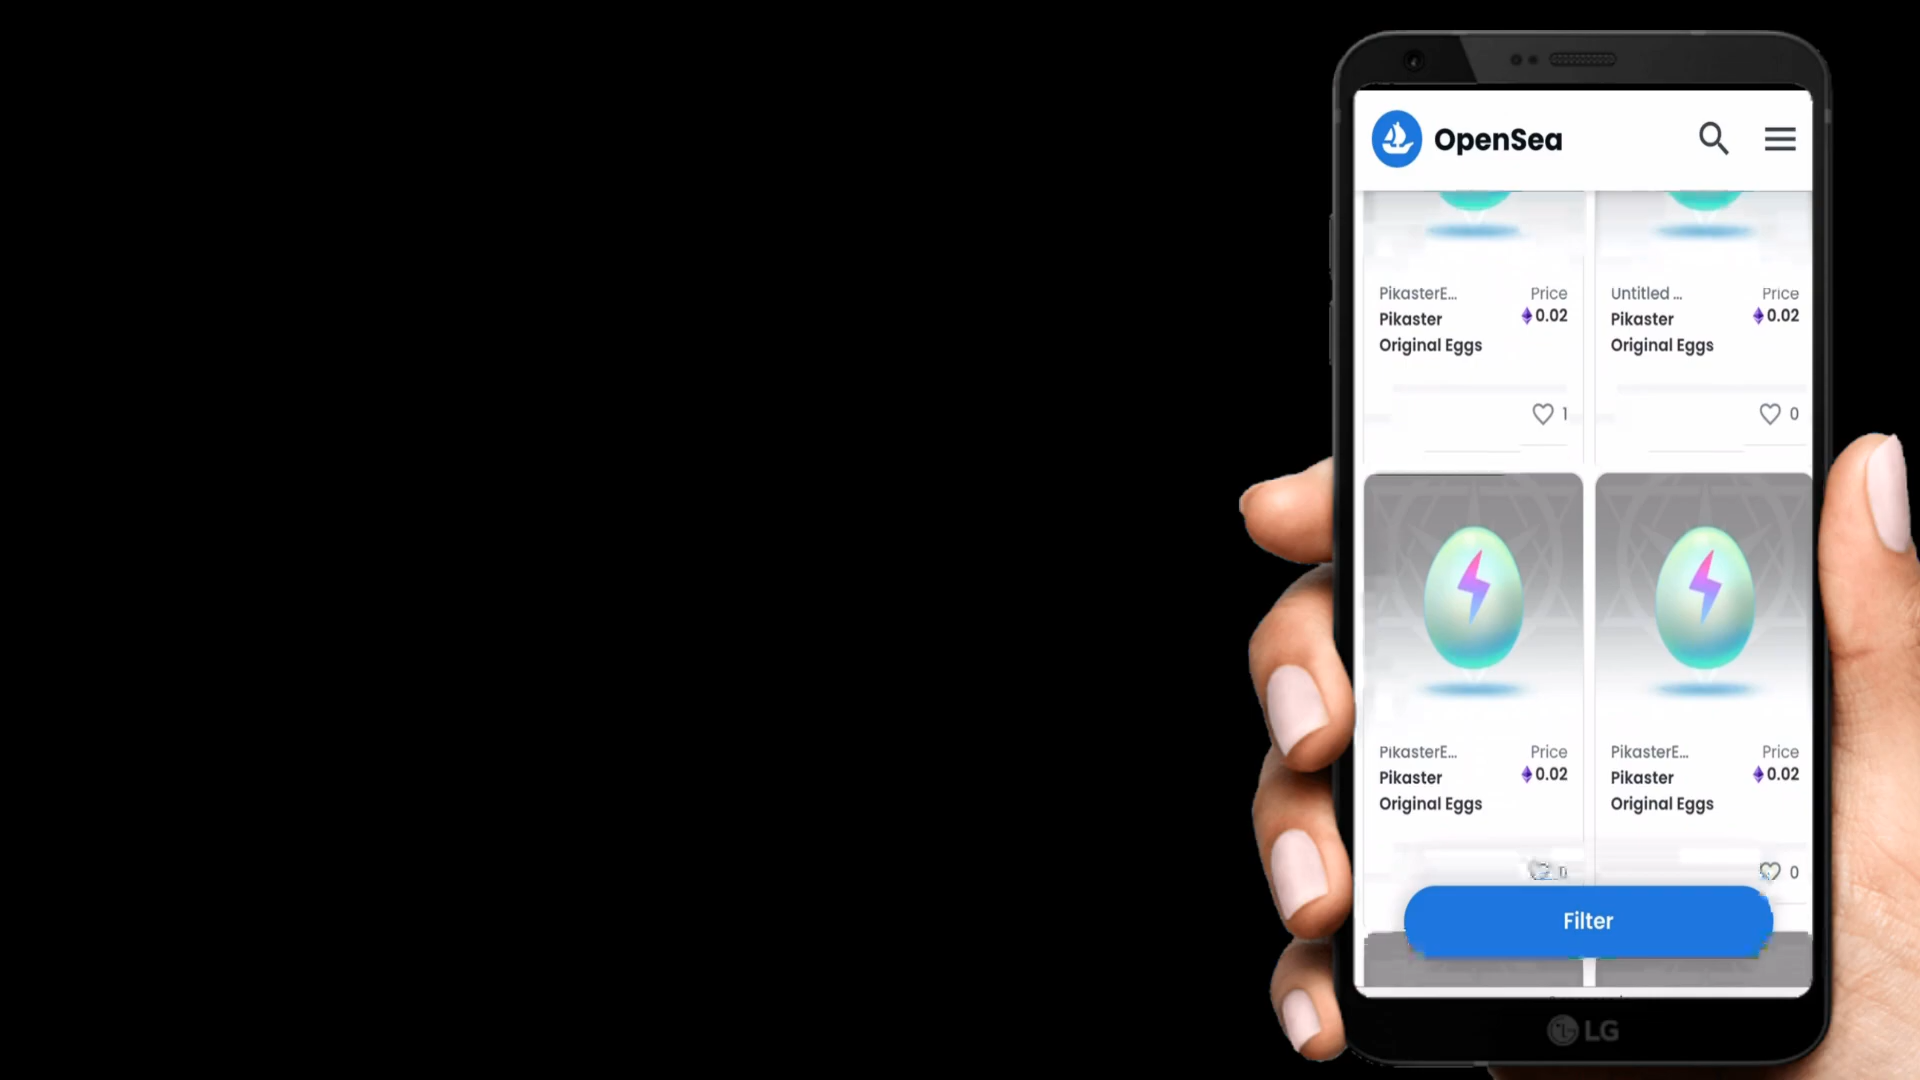 OpenSea
PikasterE... Price
Pikaster 0.02
Original Eggs
1
Untitled ... Price
Pikaster 0.02
Original Eggs
0
PikasterE... Price
Pikaster 0.02
Original Eggs
0
PikasterE... Price
Pikaster 0.02
Original Eggs
0
Filter
LG